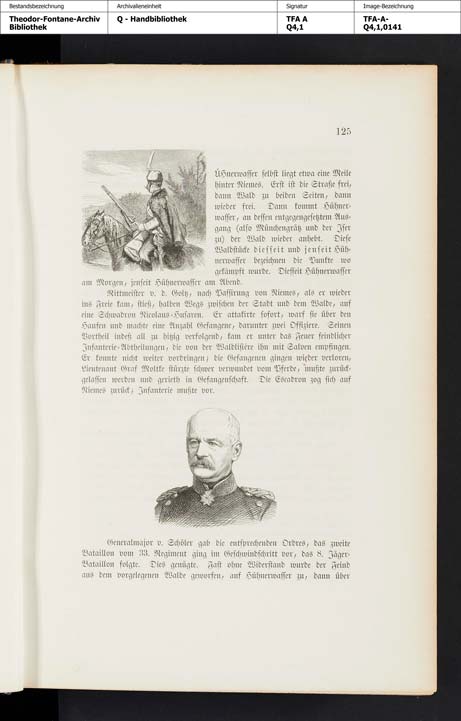 Bestandsbezeichnung
Archivalieneinheit
Signatur
Image-Bezeichnung
Theodor-Fontane-Archiv
Bibliothek
Q - Handbibliothek
TFA A
Q4,1
TFA-A-
Q4,1,0141
125
Hühnerwasser selbst liegt etwa eine Meile
hinter Niemes. Erst ist die Straße frei,
dann Wald zu beiden Seiten, dann
wieder frei. Dann kommt Hühner-
wasser, an dessen entgegengesetztem Aus-
gang (also Münchengrätz und der Iser
zu) der Wald wieder anhebt. Diese
Waldstücke diesseit und jenseit Hüh-
nerwasser bezeichnen die Punkte wo
gekämpft wurde. Diesseit Hühnerwasser
am Morgen, jenseit Hühnerwasser am Abend.
Rittmeister v. d. Goltz, nach Passirung von Niemes, als er wieder
ins Freie kam, stieß, halben Wegs zwischen der Stadt und dem Walde, auf
eine Schwadron Nicolaus-Husaren. Er attakirte sofort, warf sie über den
Haufen und machte eine Anzahl Gefangene, darunter zwei Offiziere. Seinen
Vortheil indeß all zu hitzig verfolgend, kam er unter das Feuer feindlicher
Infanterie-Abtheilungen, die von der Waldlisière ihn mit Salven empfingen.
Er konnte nicht weiter vordringen; die Gefangenen gingen wieder verloren,
Lieutenant Graf Moltke stürzte schwer verwundet vom Pferde, mußte zurück-
gelassen werden und gerieth in Gefangenschaft. Die Escadron zog sich auf
Niemes zurück; Infanterie mußte vor.
Generalmajor v. Schöler gab die entsprechenden Ordres, das zweite
Bataillon vom 33. Regiment ging im Geschwindschritt vor, das 8. Jäger-
Bataillon folgte. Dies genügte. Fast ohne Widerstand wurde der Feind
aus dem vorgelegenen Walde geworfen, auf Hühnerwasser zu, dann über